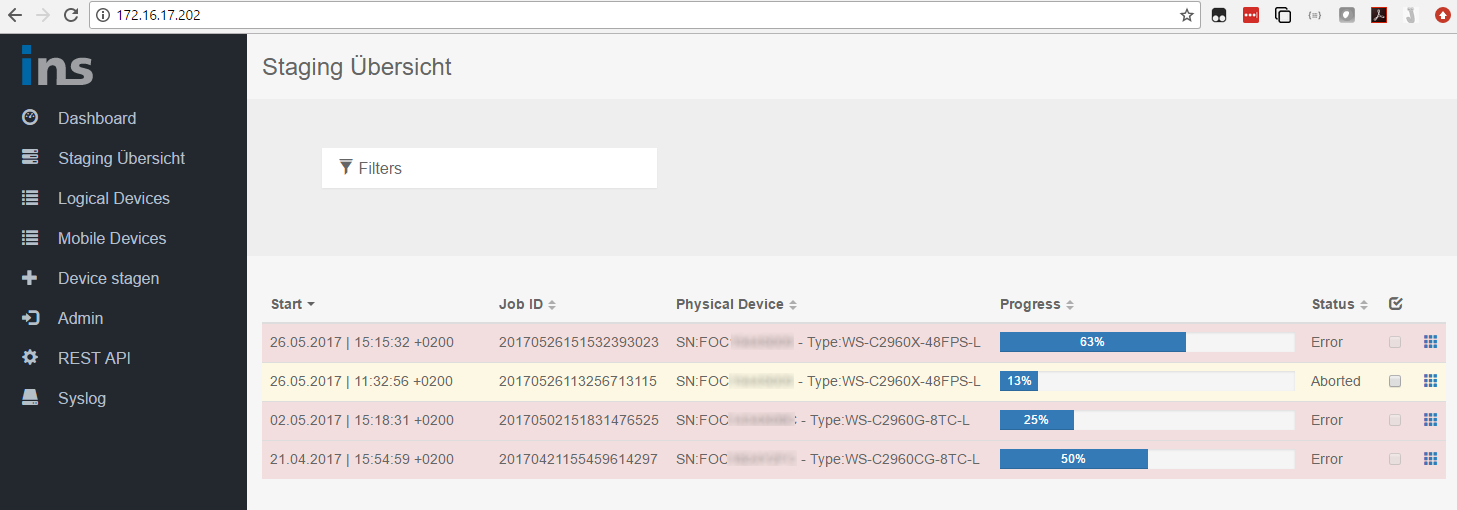 172.16.17.202
ins
Staging Übersicht
Dashboard
Staging Übersicht
Logical Devices
Mobile Devices
Device stagen
Admin
REST API
Syslog
Filters
Start Job ID Physical Device Progress Status
26.05.2017 | 15:15:32 +0200 20170526151532393023 SN:FOC - Type:WS-C2960X-48FPS-L 63% Error
26.05.2017 | 11:32:56 +0200 20170526113256713115 SN:FOC - Type:WS-C2960X-48FPS-L 13% Aborted
02.05.2017 | 15:18:31 +0200 20170502151831476525 SN:FOC - Type:WS-C2960G-8TC-L 25% Error
21.04.2017 | 15:54:59 +0200 20170421155459614297 SN:FOC - Type:WS-C2960CG-8TC-L 50% Error